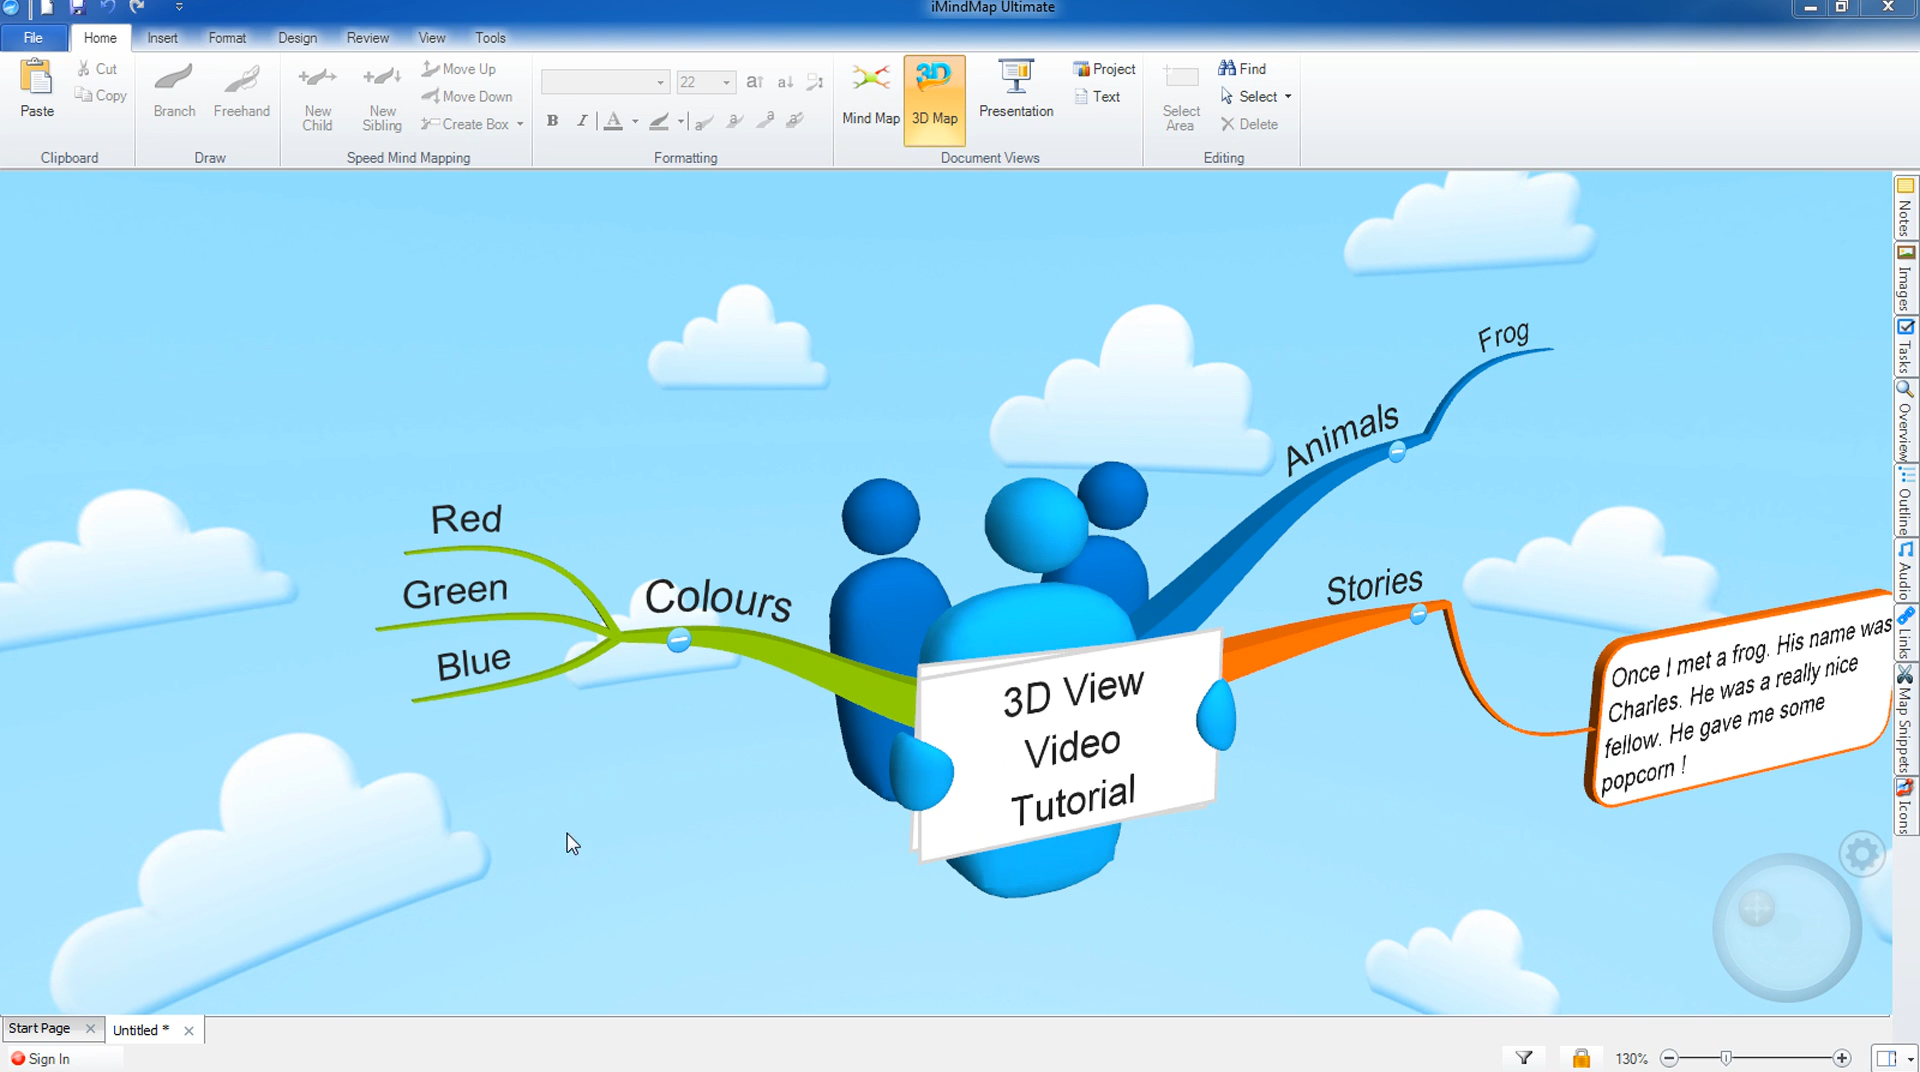 iMindMap Ultimate
File Home Insert Format Design Review View Tools
Paste
Cut
Copy
Clipboard
Branch
Freehand
Draw
New
Child
New
Sibling
Move Up
Move Down
Create Box
Speed Mind Mapping
22
B I A
Formatting
Mind Map
3D
3D Map
Presentation
Project
Text
Document Views
Select
Area
Find
Select
Delete
Editing
Notes
Images
Tasks
Overview
Outline
Audio
Links
Map Snippets
Icons
Frog
Animals
Stories
Once I met a frog. His name was
Charles. He was a really nice
fellow. He gave me some
popcorn !
Red
Green
Blue
Colours
3D View
Video
Tutorial
Start Page
Untitled *
Sign In
130%